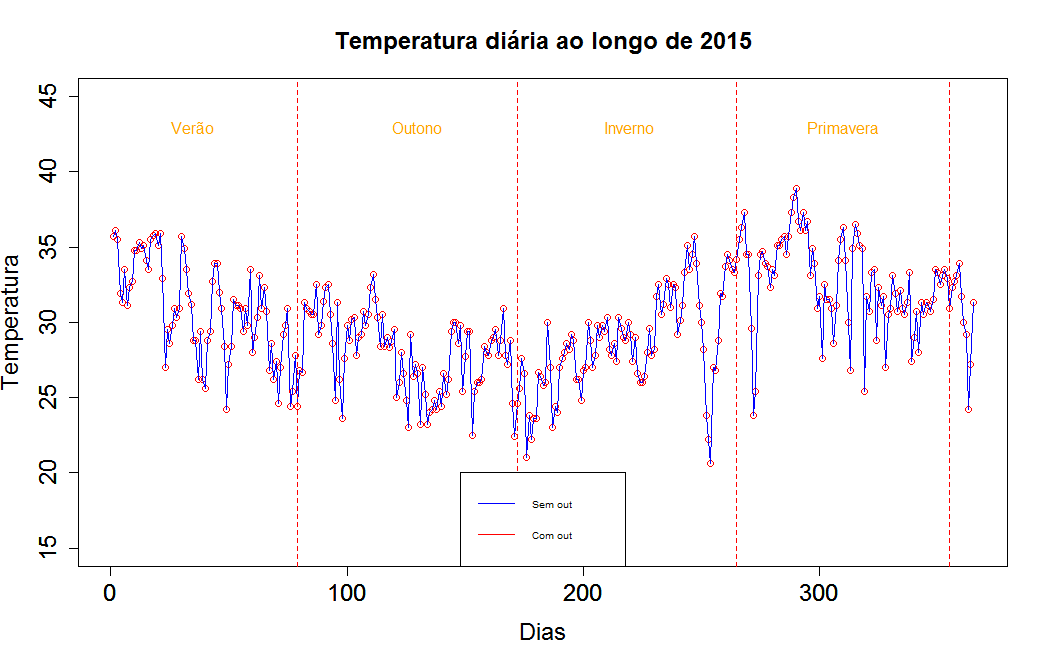 Temperatura diária ao longo de 2015
Temperatura
45
40
35
30
25
20
15
Verão
Outono
Inverno
Primavera
Sem out
Com out
0
100
200
300
Dias